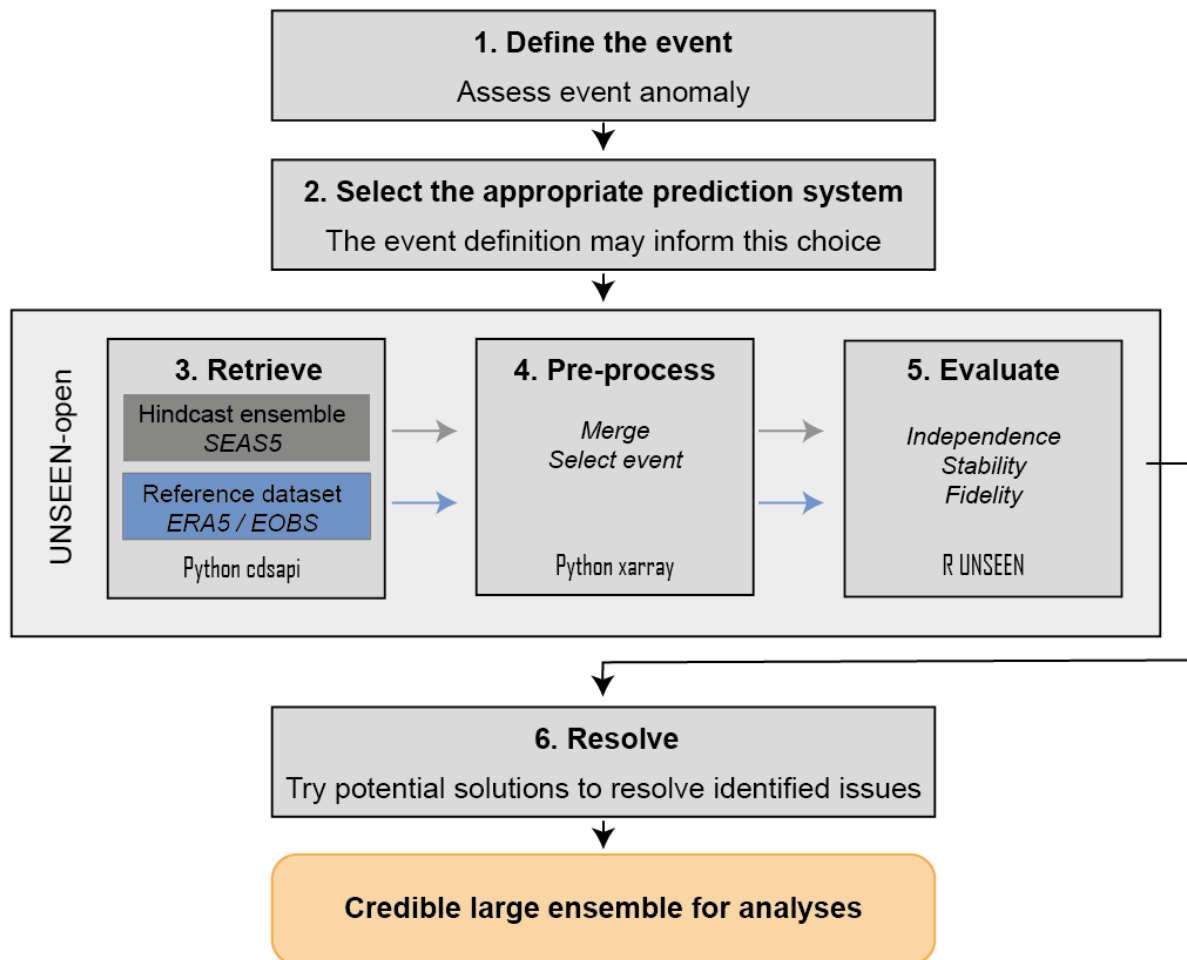 1. Define the event
Assess event anomaly
2. Select the appropriate prediction system
The event definition may inform this choice
UNSEEN-open
3. Retrieve
Hindcast ensemble
SEAS5
Reference dataset
ERA5 / EOBS
Python cdsapi
4. Pre-process
Merge
Select event
Python xarray
5. Evaluate
Independence
Stability
Fidelity
R UNSEEN
6. Resolve
Try potential solutions to resolve identified issues
Credible large ensemble for analyses